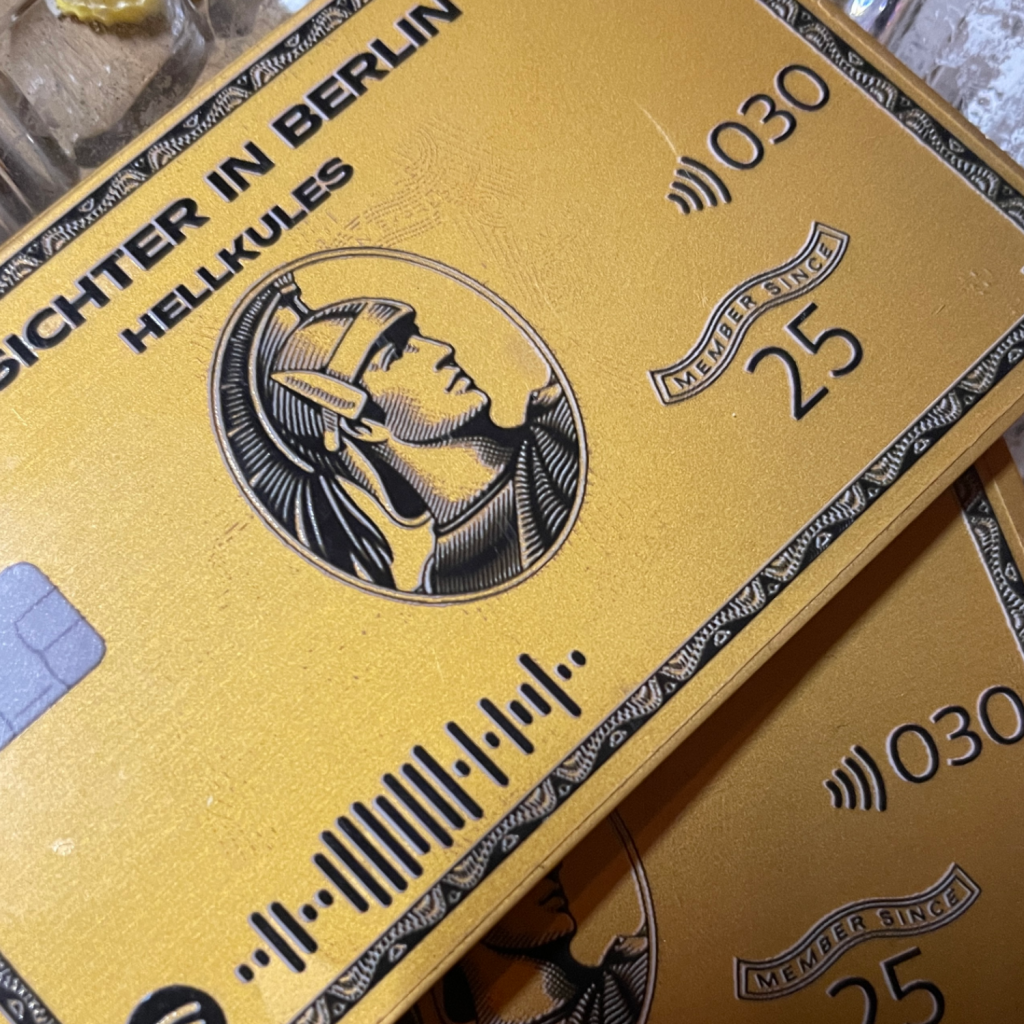 SICHTER IN BERLIN
HELLKULES
030
MEMBER SINCE
25
030
MEMBER SINCE
25